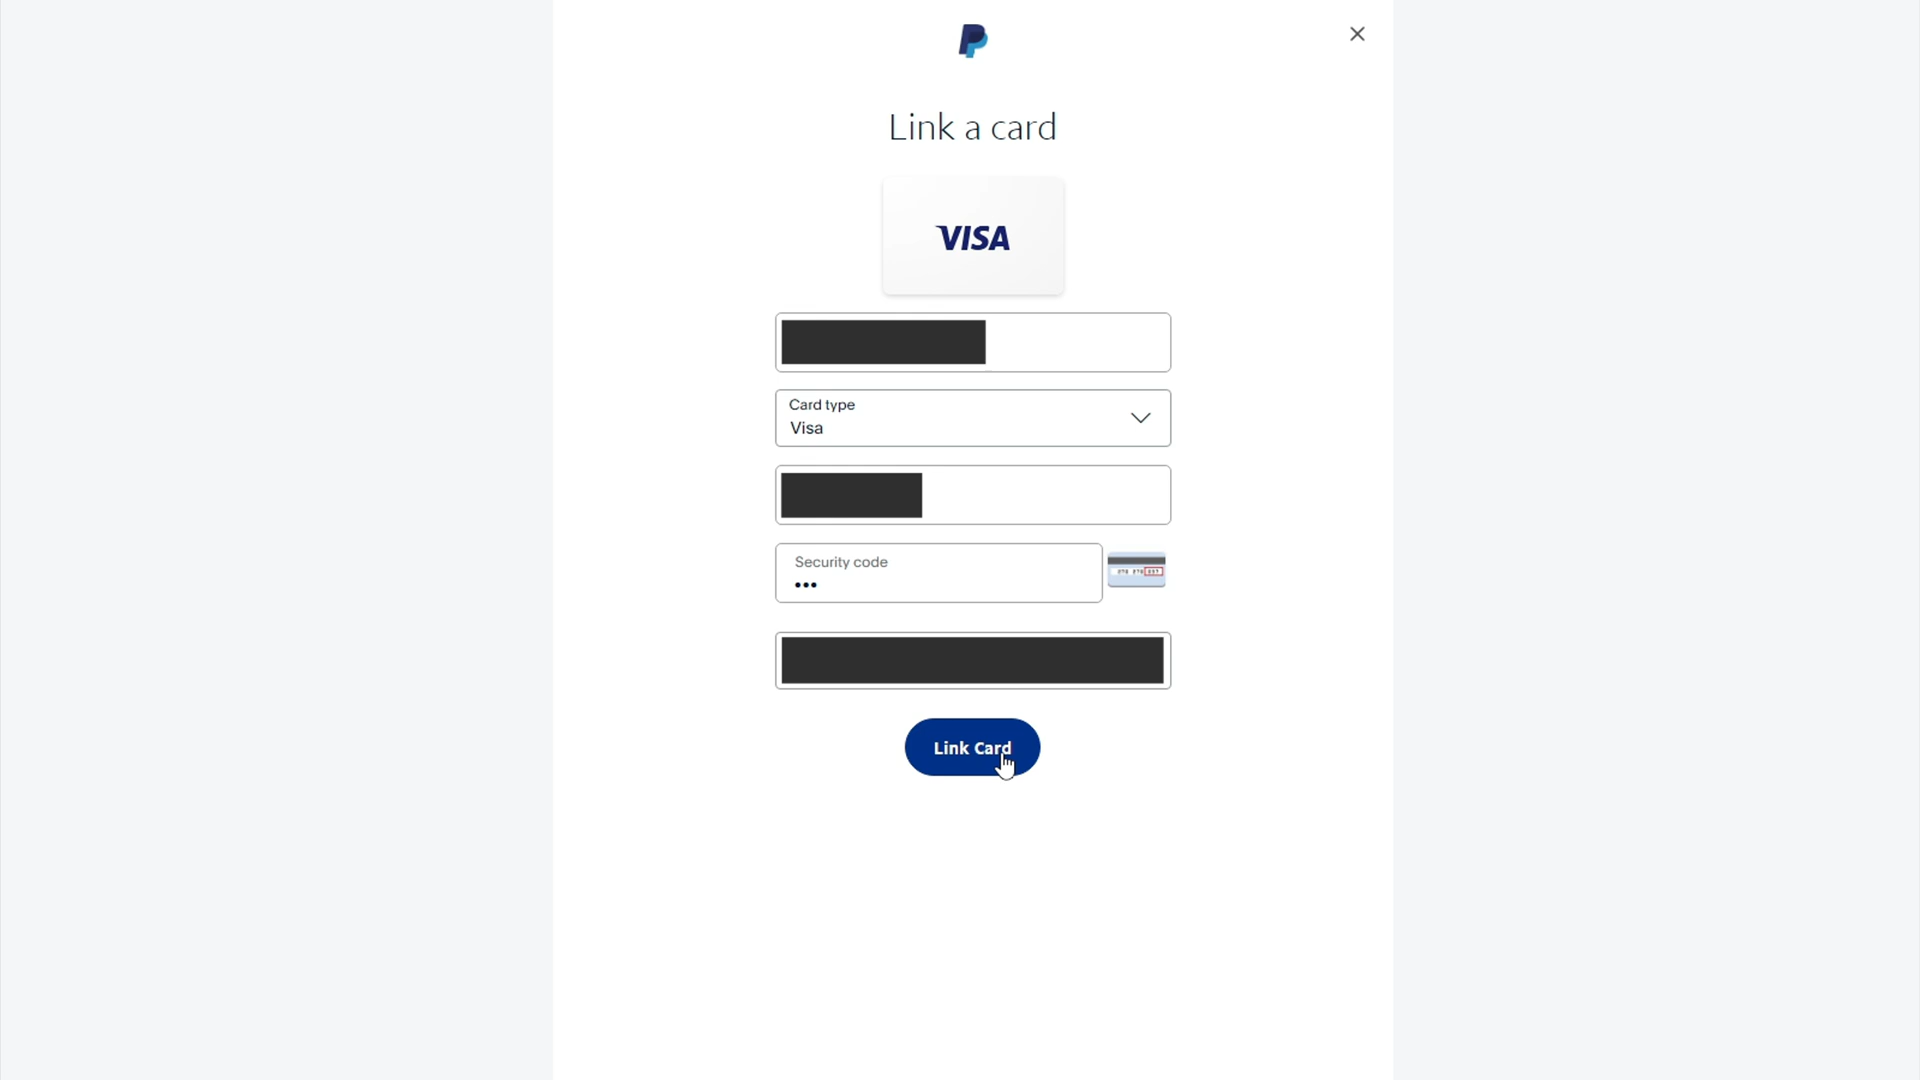 Link a card
VISA
Card type
Visa
Security code
•••
Link Card